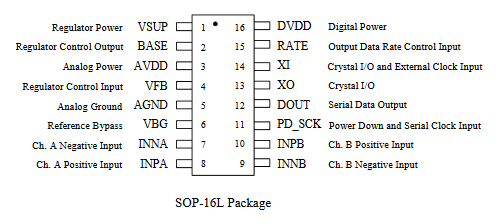 Regulator Power VSUP 1 16 DVDD Digital Power
Regulator Control Output BASE 2 15 RATE Output Data Rate Control Input
Analog Power AVDD 3 14 XI Crystal I/O and External Clock Input
Regulator Control Input VFB 4 13 XO Crystal I/O
Analog Ground AGND 5 12 DOUT Serial Data Output
Reference Bypass VBG 6 11 PD_SCK Power Down and Serial Clock Input
Ch. A Negative Input INNA 7 10 INPB Ch. B Positive Input
Ch. A Positive Input INPA 8 9 INNB Ch. B Negative Input
SOP-16L Package